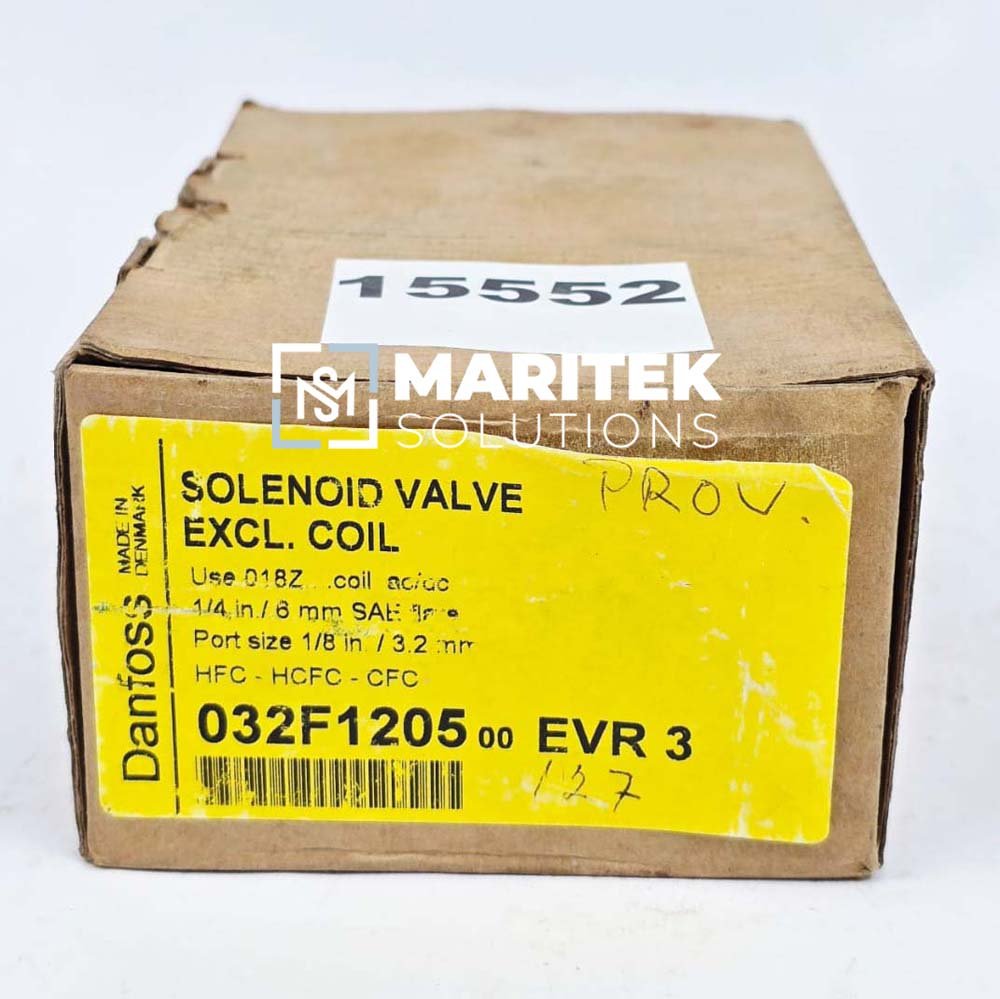 15552
SM
MARITEK
SOLUTIONS
PROV.
SOLENOID VALVE
EXCL. COIL
Use 018Z ...coil ac/dc
1/4 in./6 mm SAE flare
Port size 1/8 in. / 3.2 mm
HFC - HCFC - CFC
032F1205 00 EVR 3
127
Danfoss
MADE IN
DENMARK